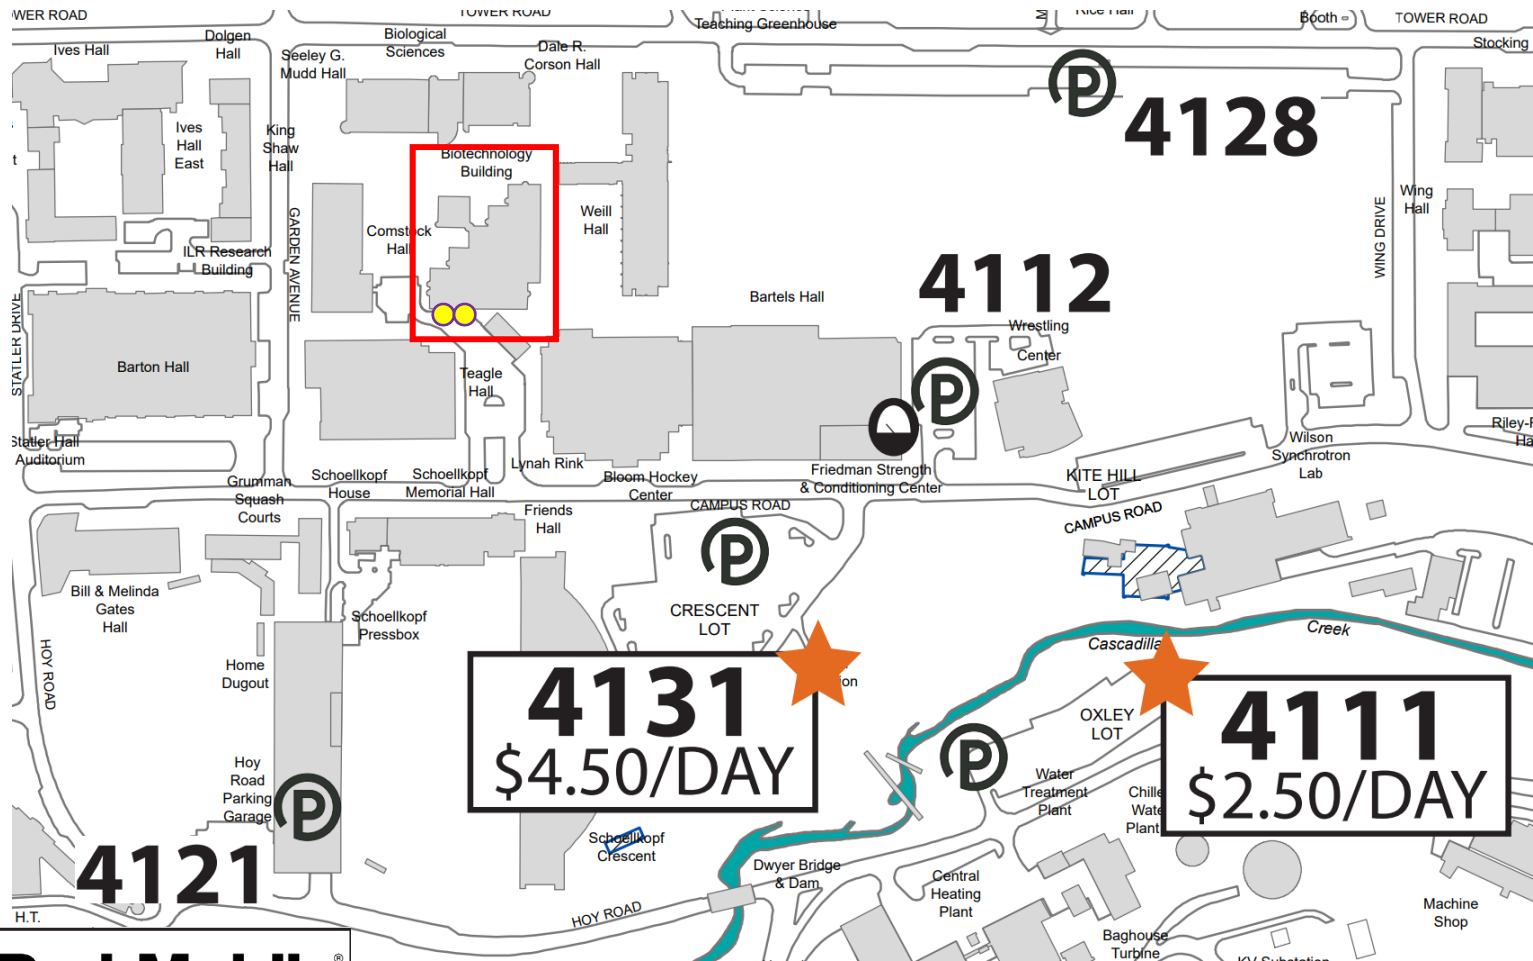 TOWER ROAD
Teaching Greenhouse
Rice Hall
Booth
TOWER ROAD
Ives Hall
Dolgen
Hall
Seeley G.
Mudd Hall
Biological
Sciences
Dale R.
Corson Hall
Stocking
4128
Ives
Hall
East
King
Shaw
Hall
Biotechnology
Building
Weill
Hall
Comstock
Hall
GARDEN AVENUE
WING DRIVE
Wing
Hall
ILR Research
Building
4112
Bartels Hall
Wrestling
Center
STATLER DRIVE
Barton Hall
Teagle
Hall
P
P
Statler Hall
Auditorium
Grumman
Squash
Courts
Schoellkopf
House
Schoellkopf
Memorial Hall
Lynah Rink
Bloom Hockey
Center
Friedman Strength
& Conditioning Center
KITE HILL
LOT
Wilson
Synchrotron
Lab
CAMPUS ROAD
CAMPUS ROAD
Friends
Hall
P
Bill & Melinda
Gates
Hall
Schoellkopf
Pressbox
CRESCENT
LOT
Cascadilla
Creek
HOY ROAD
Home
Dugout
4131
$4.50/DAY
OXLEY
LOT
4111
$2.50/DAY
Hoy
Road
Parking
Garage
P
P
Water
Treatment
Plant
Plant
4121
Schoellkopf
Crescent
Dwyer Bridge
& Dam
Central
Heating
Plant
HOY ROAD
H.T.
Machine
Shop
Baghouse
Turbine